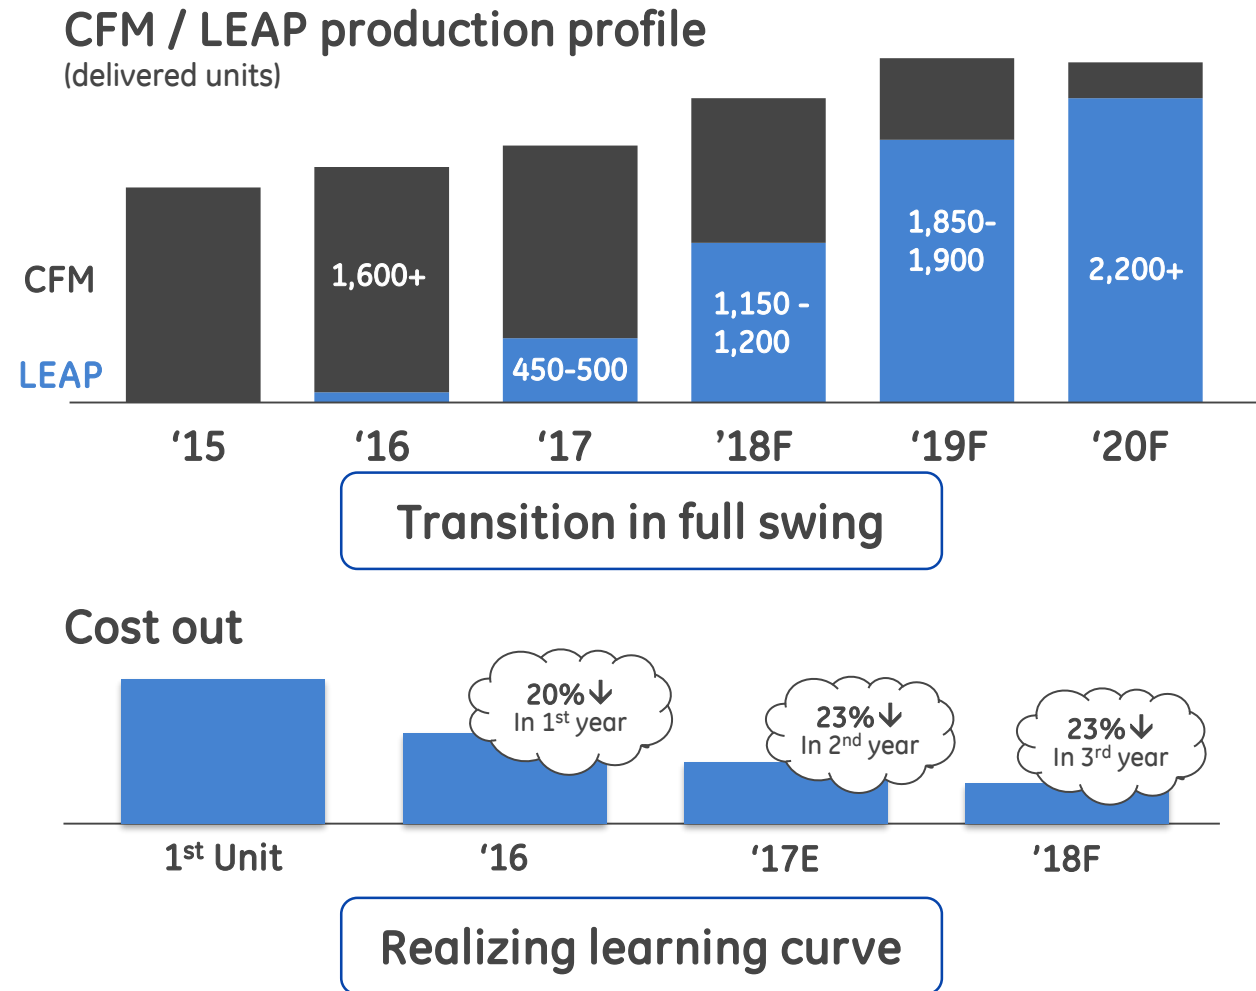 CFM / LEAP production profile
(delivered units)
CFM
LEAP
1,600+
450-500
1,150 -
1,200
1,850-
1,900
2,200+
‘15
‘16
‘17
’18F
‘19F
‘20F
Transition in full swing
Cost out
20%↓
In 1st year
23%↓
In 2nd year
23%↓
In 3rd year
1st Unit
‘16
’17E
’18F
Realizing learning curve